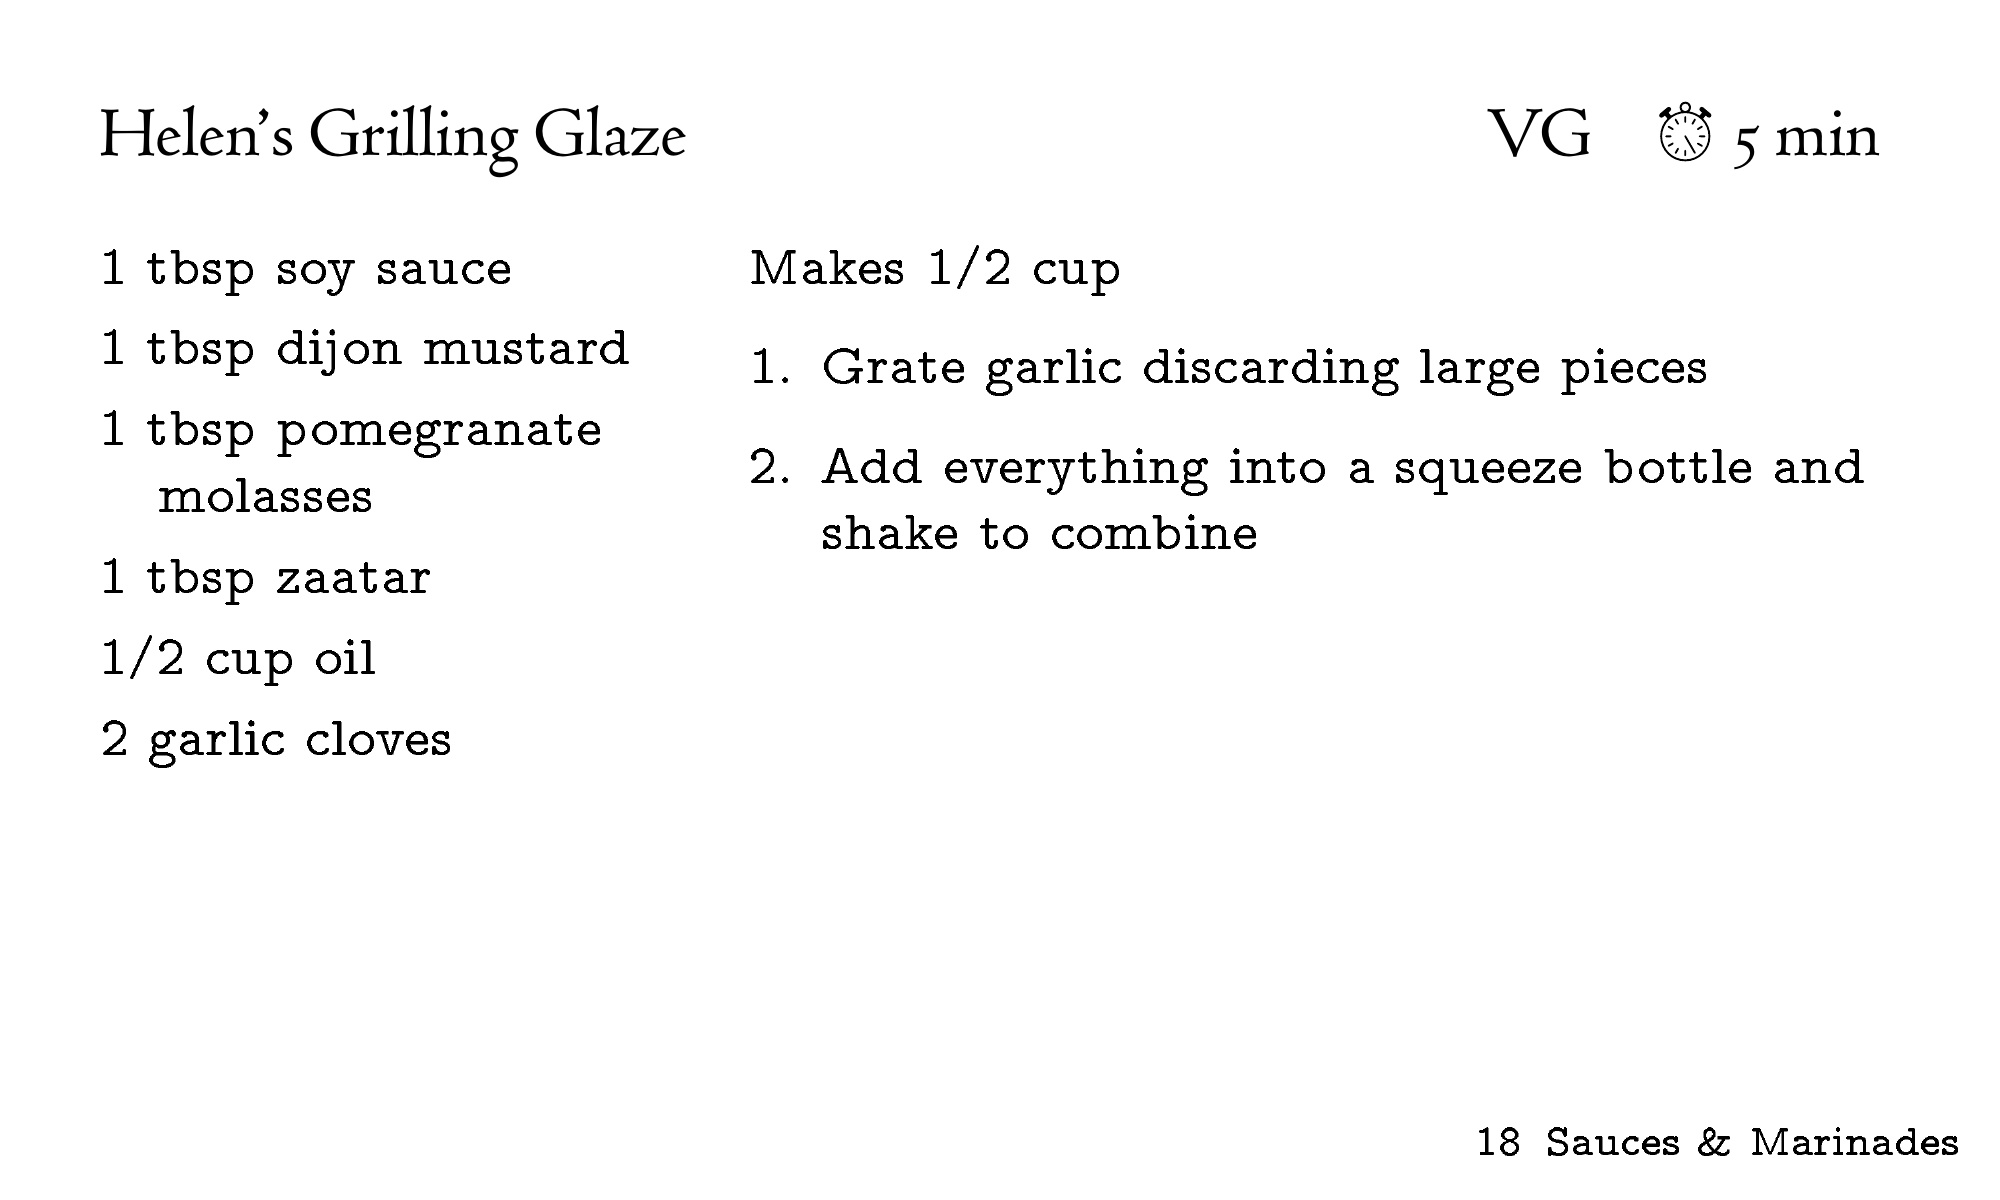 Helen’s Grilling Glaze
VG 5 min
1 tbsp soy sauce
1 tbsp dijon mustard
1 tbsp pomegranate
molasses
1 tbsp zaatar
1/2 cup oil
2 garlic cloves
Makes 1/2 cup
1. Grate garlic discarding large pieces
2. Add everything into a squeeze bottle and
shake to combine
18 Sauces & Marinades